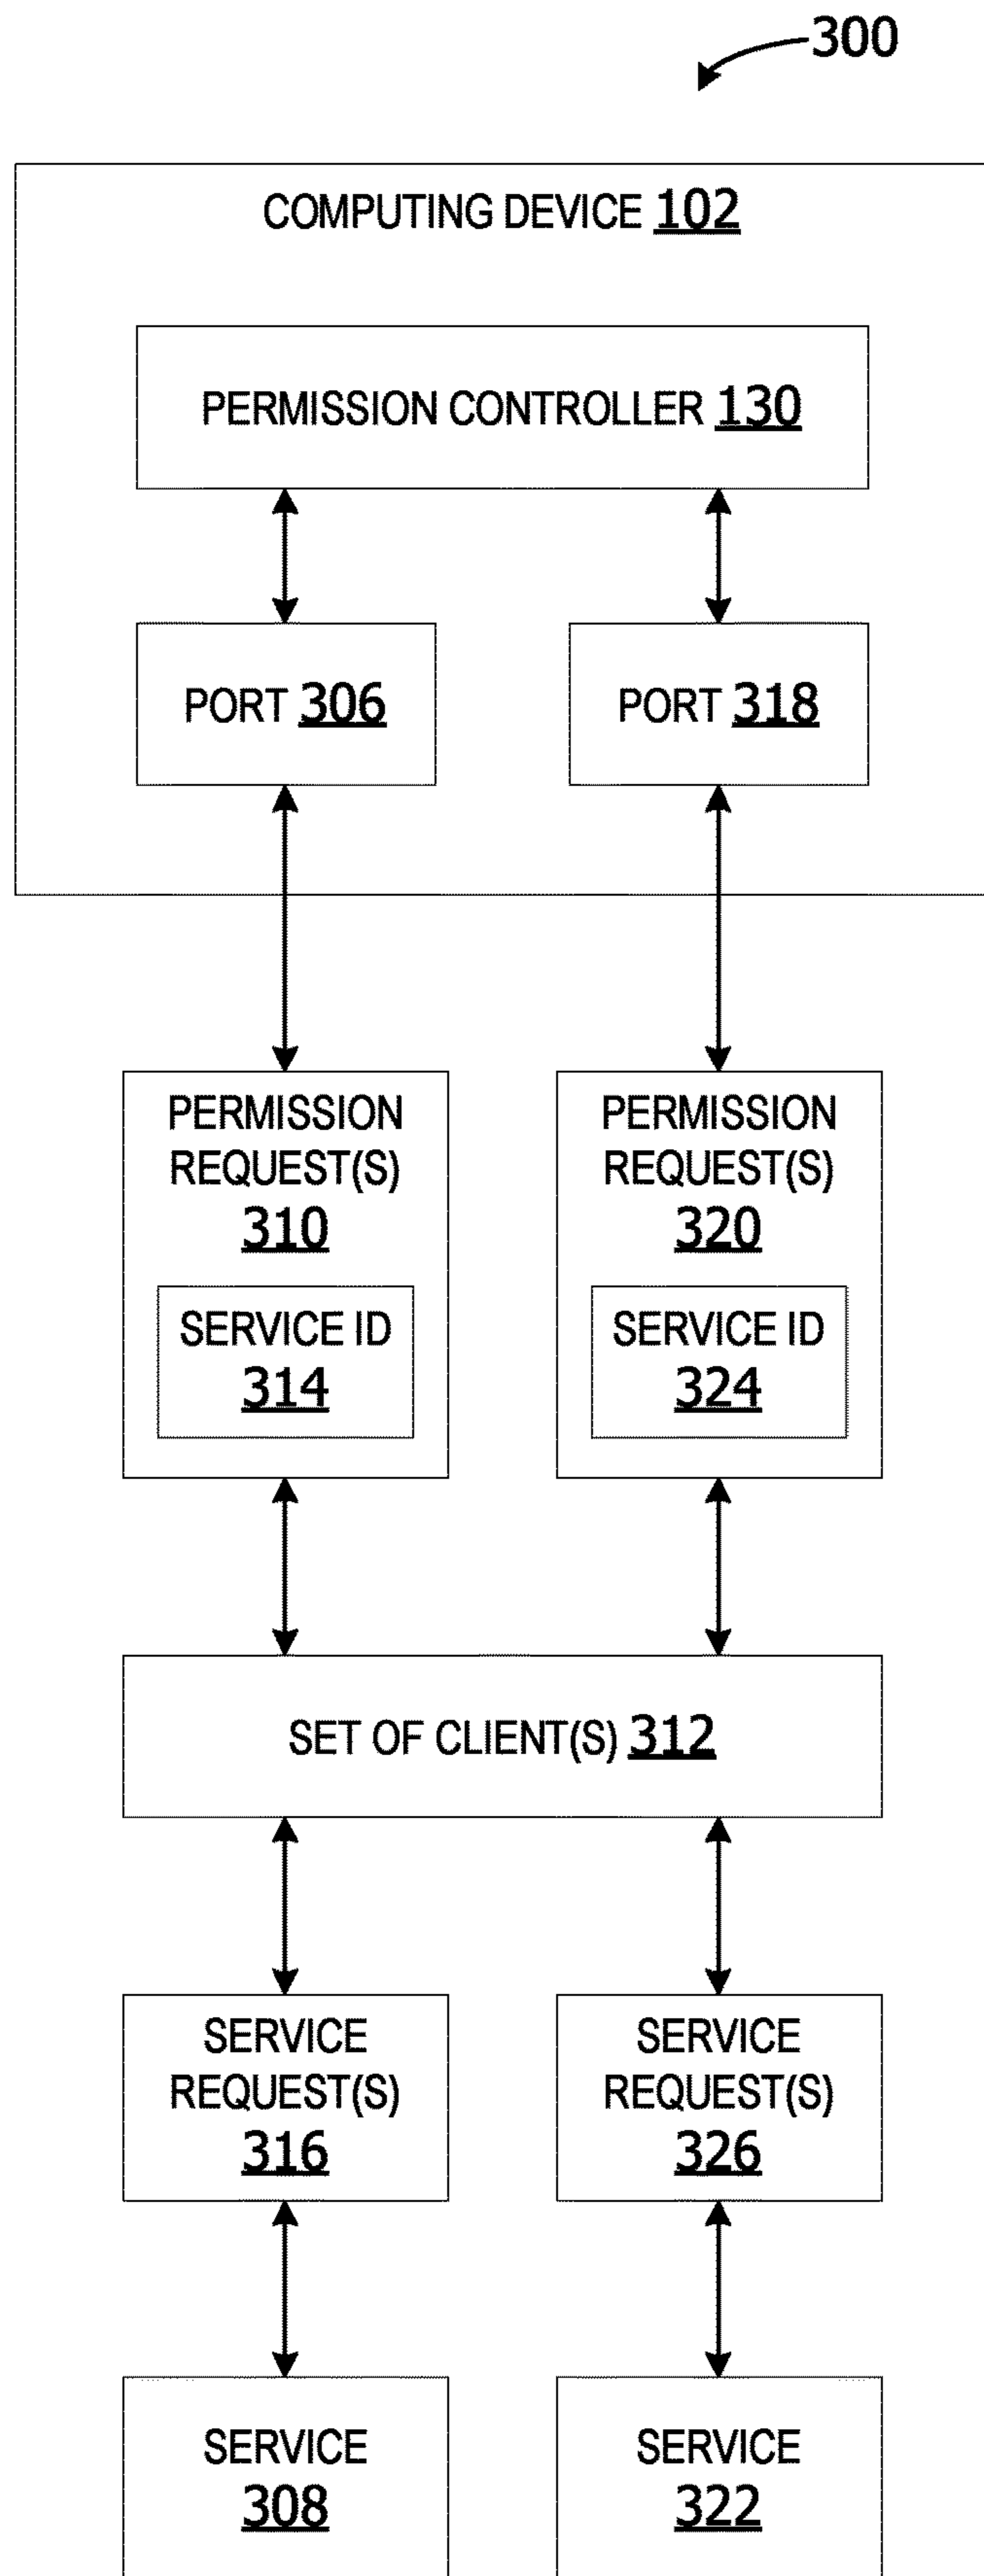 300
COMPUTING DEVICE 102
PERMISSION CONTROLLER 130
PORT 306
PORT 318
PERMISSION
REQUEST(S)
310
SERVICE ID
314
PERMISSION
REQUEST(S)
320
SERVICE ID
324
SET OF CLIENT(S) 312
SERVICE
REQUEST(S)
316
SERVICE
REQUEST(S)
326
SERVICE
308
SERVICE
322